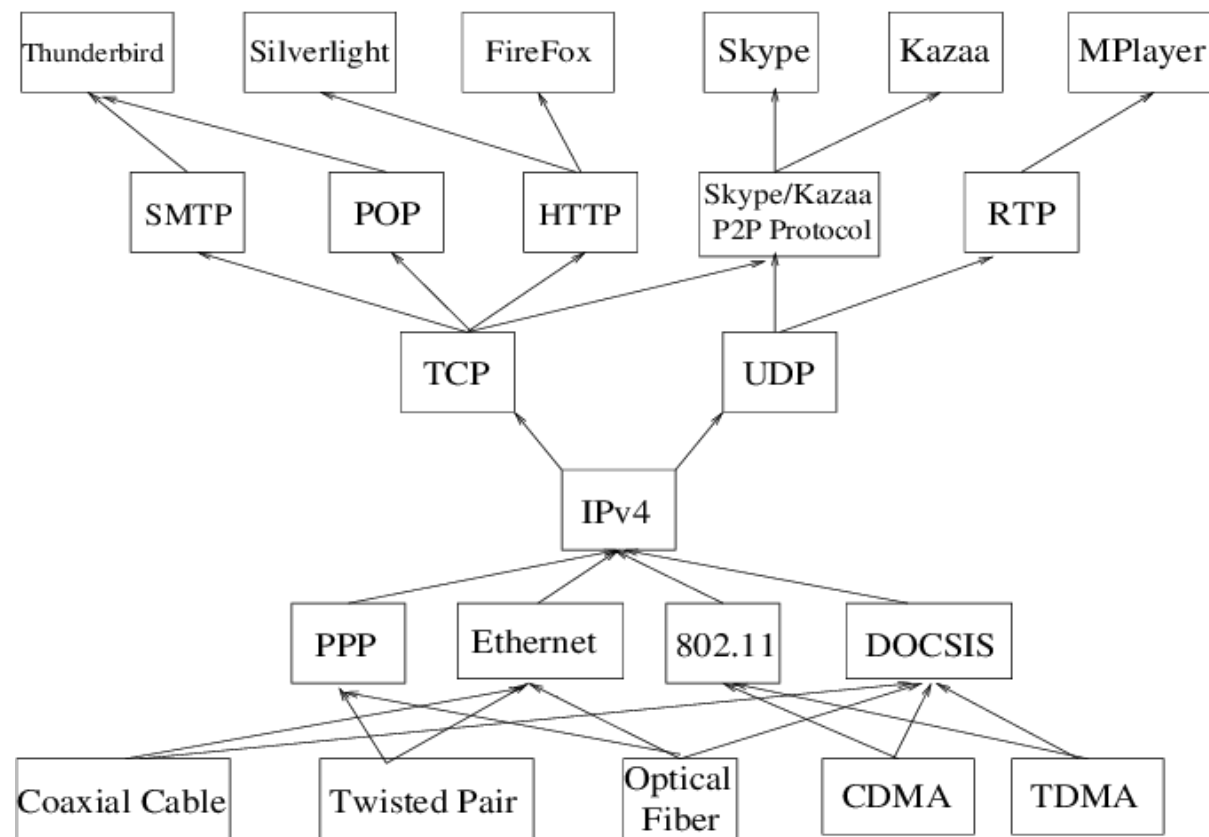 Thunderbird
Silverlight
FireFox
Skype
Kazaa
MPlayer
SMTP
POP
HTTP
Skype/Kazaa
P2P Protocol
RTP
TCP
UDP
IPv4
PPP
Ethernet
802.11
DOCSIS
Coaxial Cable
Twisted Pair
Optical
Fiber
CDMA
TDMA